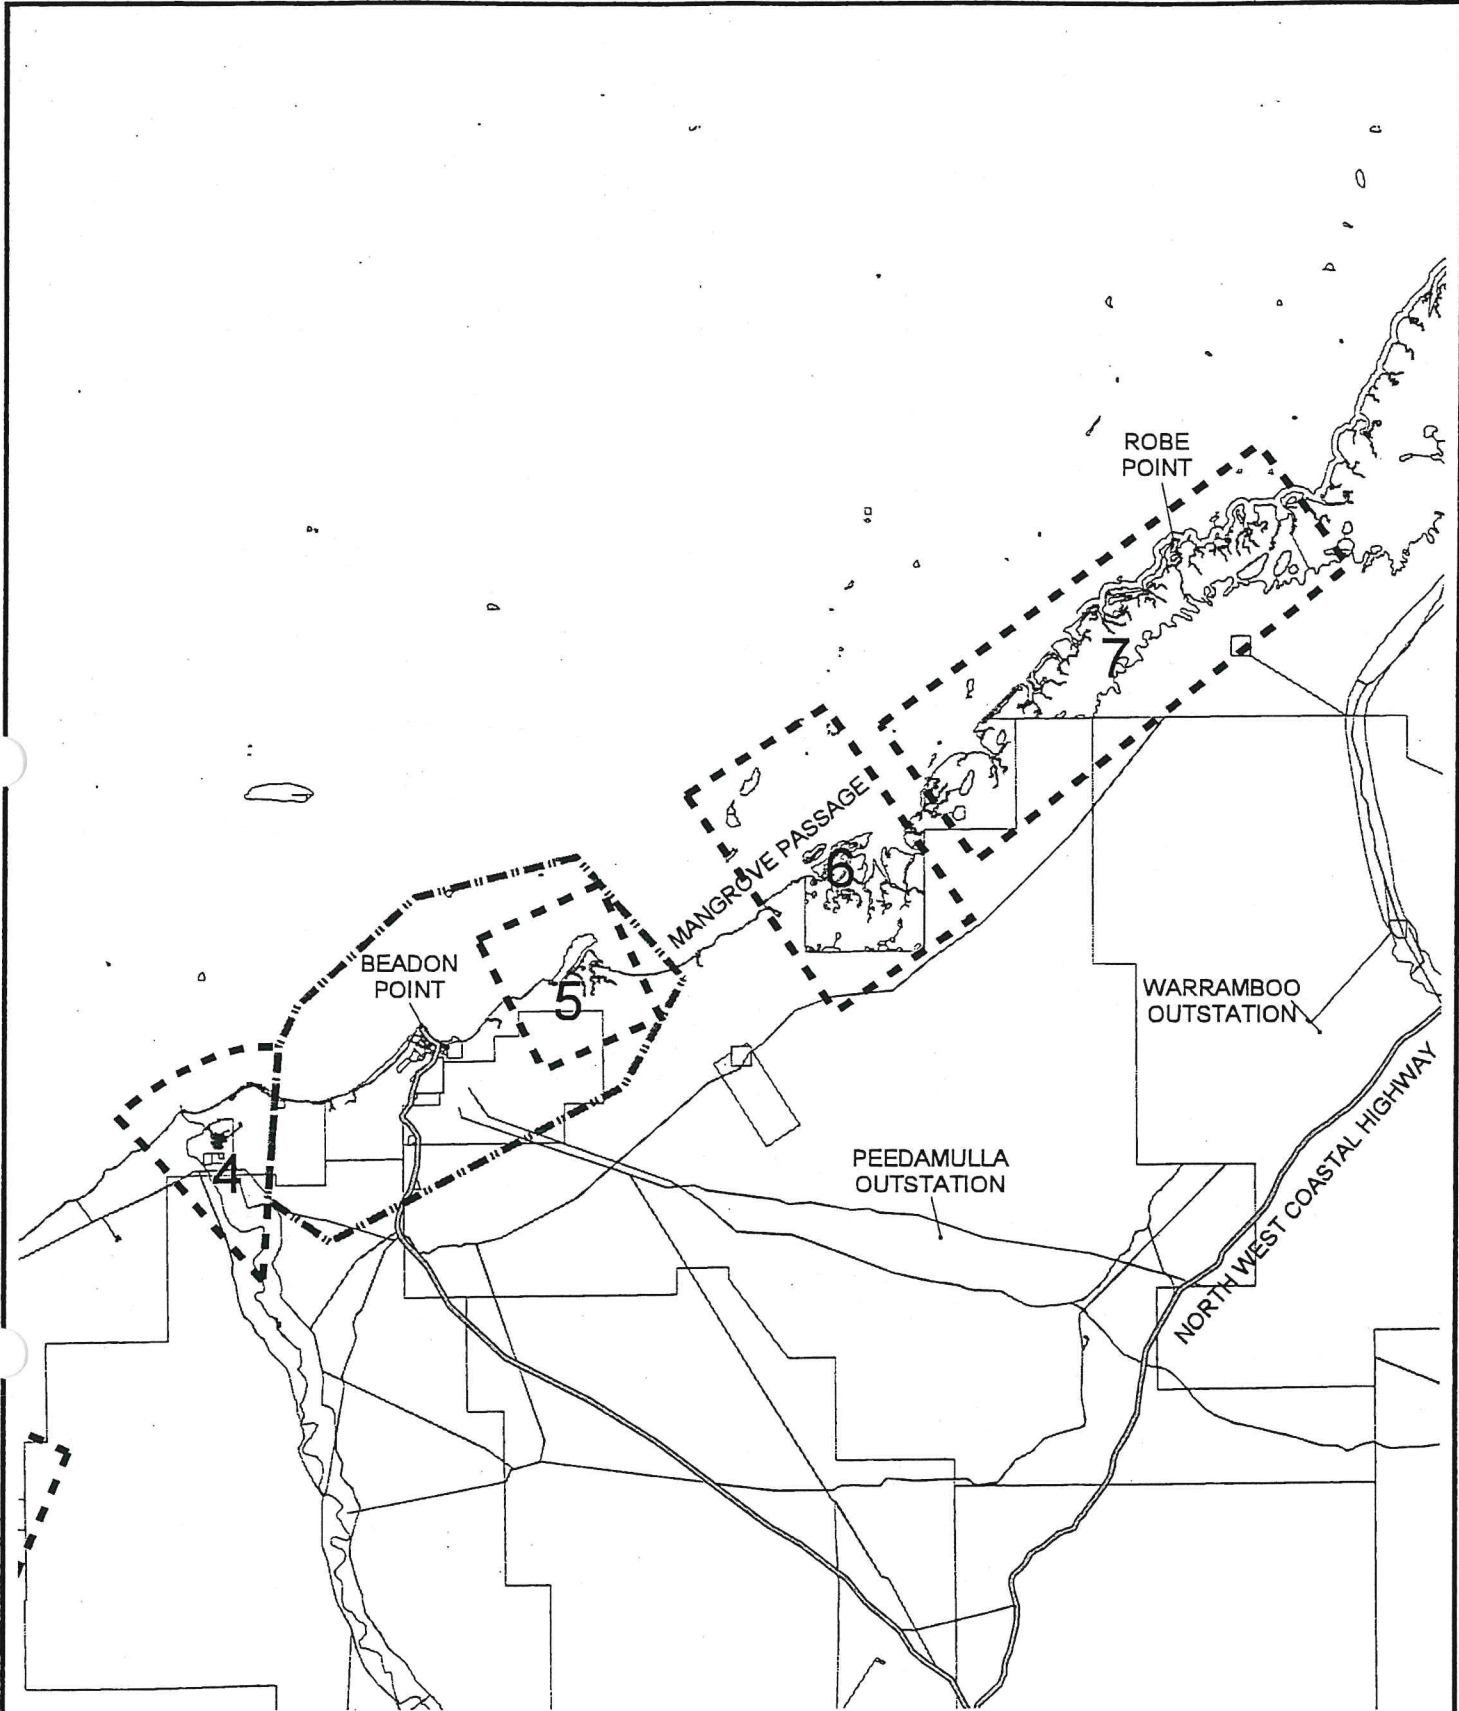 ROBE
POINT
7
MANGROVE PASSAGE
6
BEADON
POINT
5
WARRAMBOO
OUTSTATION
4
PEEDAMULLA
OUTSTATION
NORTH WEST COASTAL HIGHWAY